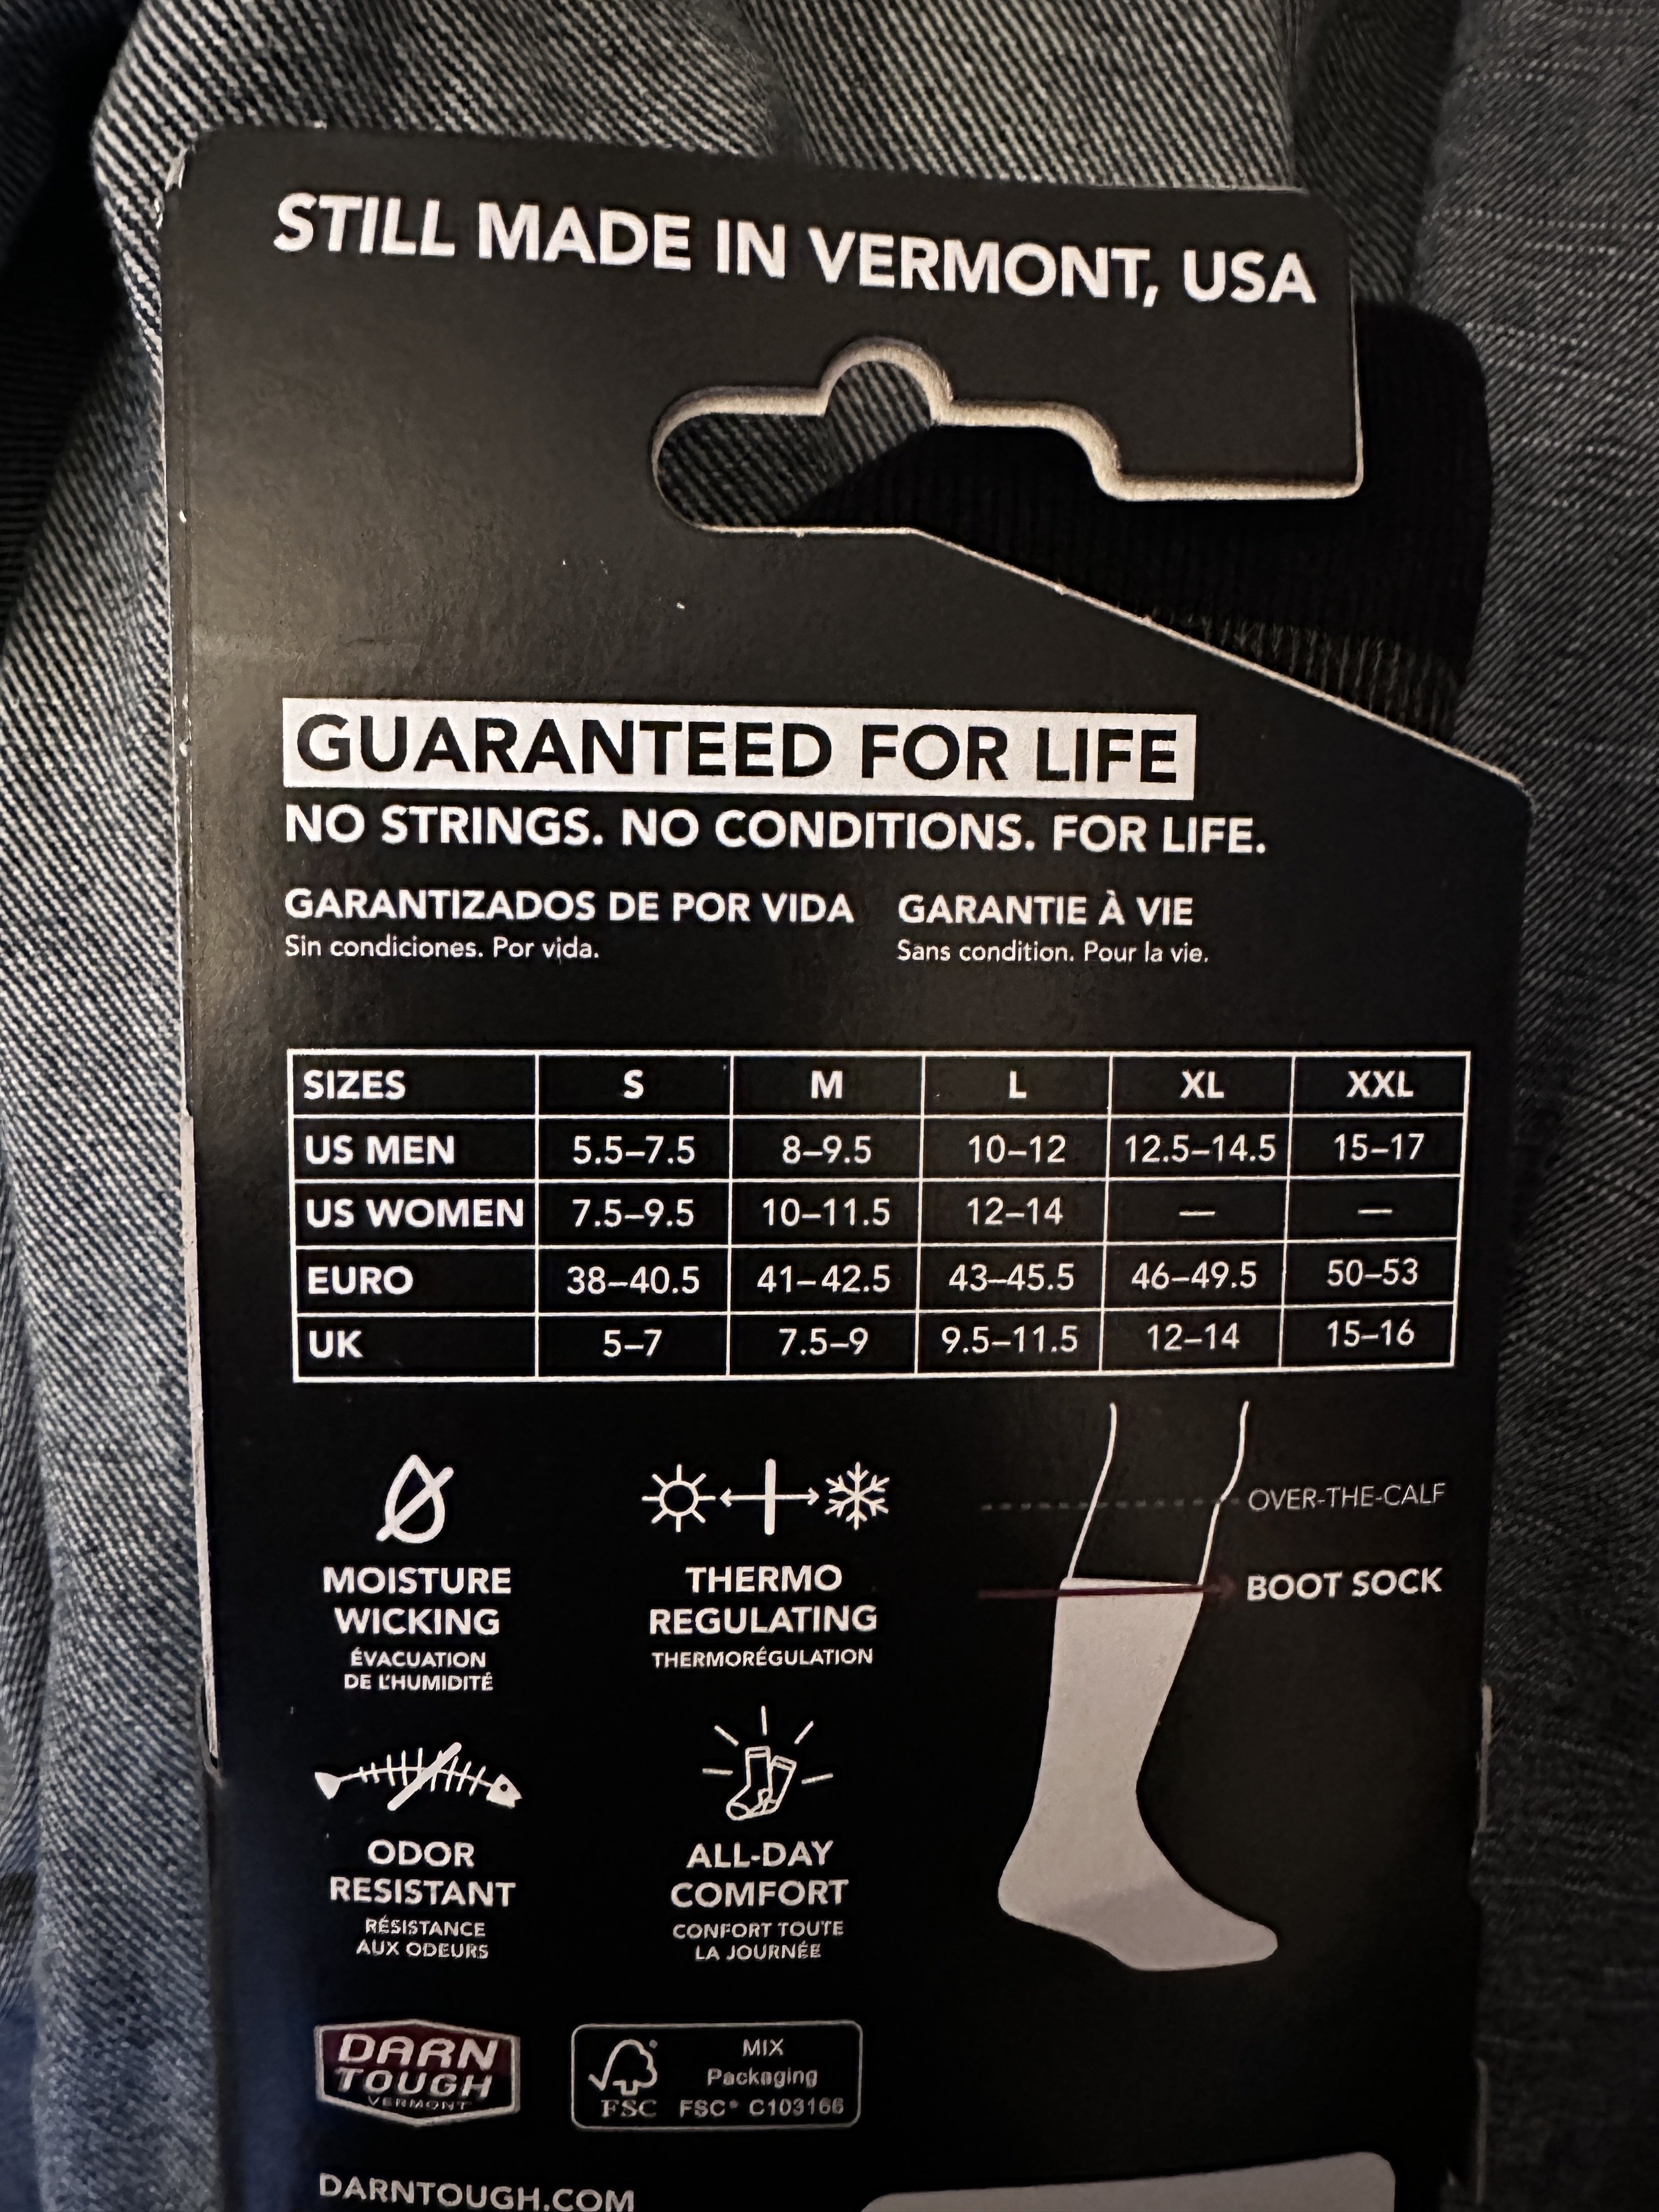 STILL MADE IN VERMONT, USA
GUARANTEED FOR LIFE
NO STRINGS. NO CONDITIONS. FOR LIFE.
GARANTIZADOS DE POR VIDA
Sin condiciones. Por vida.
GARANTIE À VIE
Sans condition. Pour la vie.
SIZES S M L XL XXL
US MEN 5.5–7.5 8–9.5 10–12 12.5–14.5 15–17
US WOMEN 7.5–9.5 10–11.5 12–14 — —
EURO 38–40.5 41–42.5 43–45.5 46–49.5 50–53
UK 5–7 7.5–9 9.5–11.5 12–14 15–16
MOISTURE
WICKING
ÉVACUATION
DE L'HUMIDITÉ
THERMO
REGULATING
THERMORÉGULATION
OVER-THE-CALF
BOOT SOCK
ODOR
RESISTANT
RÉSISTANCE
AUX ODEURS
ALL-DAY
COMFORT
CONFORT TOUTE
LA JOURNÉE
DARN
TOUGH
VERMONT
FSC
MIX
Packaging
FSC® C103166
DARNTOUGH.COM